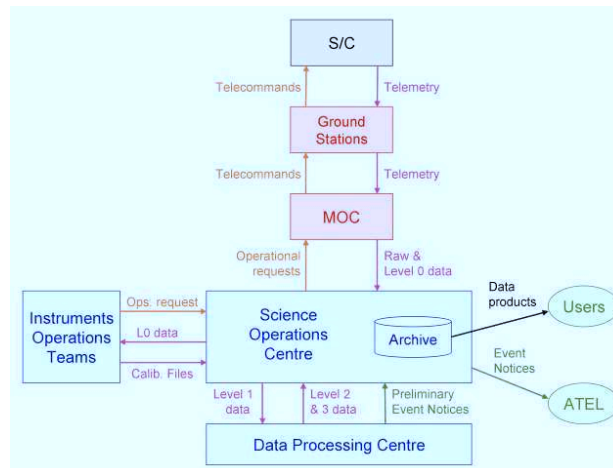 S/C
Telecommands
Telemetry
Ground
Stations
Telecommands
Telemetry
MOC
Operational
requests
Raw &
Level 0 data
Instruments
Operations
Teams
Ops. request
L0 data
Calib. Files
Science
Operations
Centre
Archive
Data
products
Users
Event
Notices
ATEL
Level 1
data
Level 2
& 3 data
Preliminary
Event Notices
Data Processing Centre